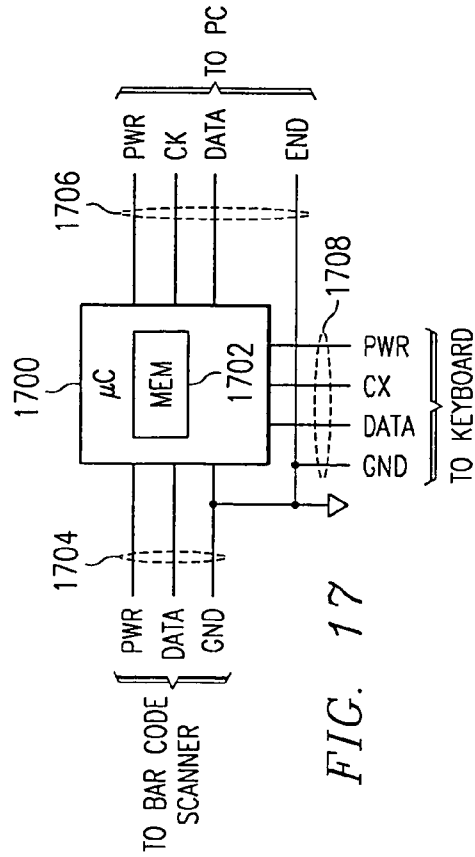 1700
1706
µC
MEM
1702
1704
PWR
DATA
GND
TO BAR CODE
SCANNER
PWR
CK
DATA
END
TO PC
1708
PWR
CX
DATA
GND
TO KEYBOARD
FIG. 17